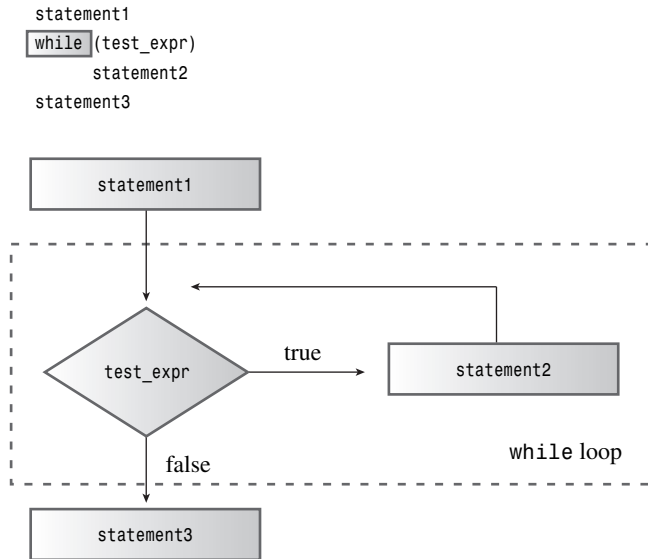 statement1
while (test_expr)
statement2
statement3
statement1
test_expr
true
statement2
while loop
false
statement3